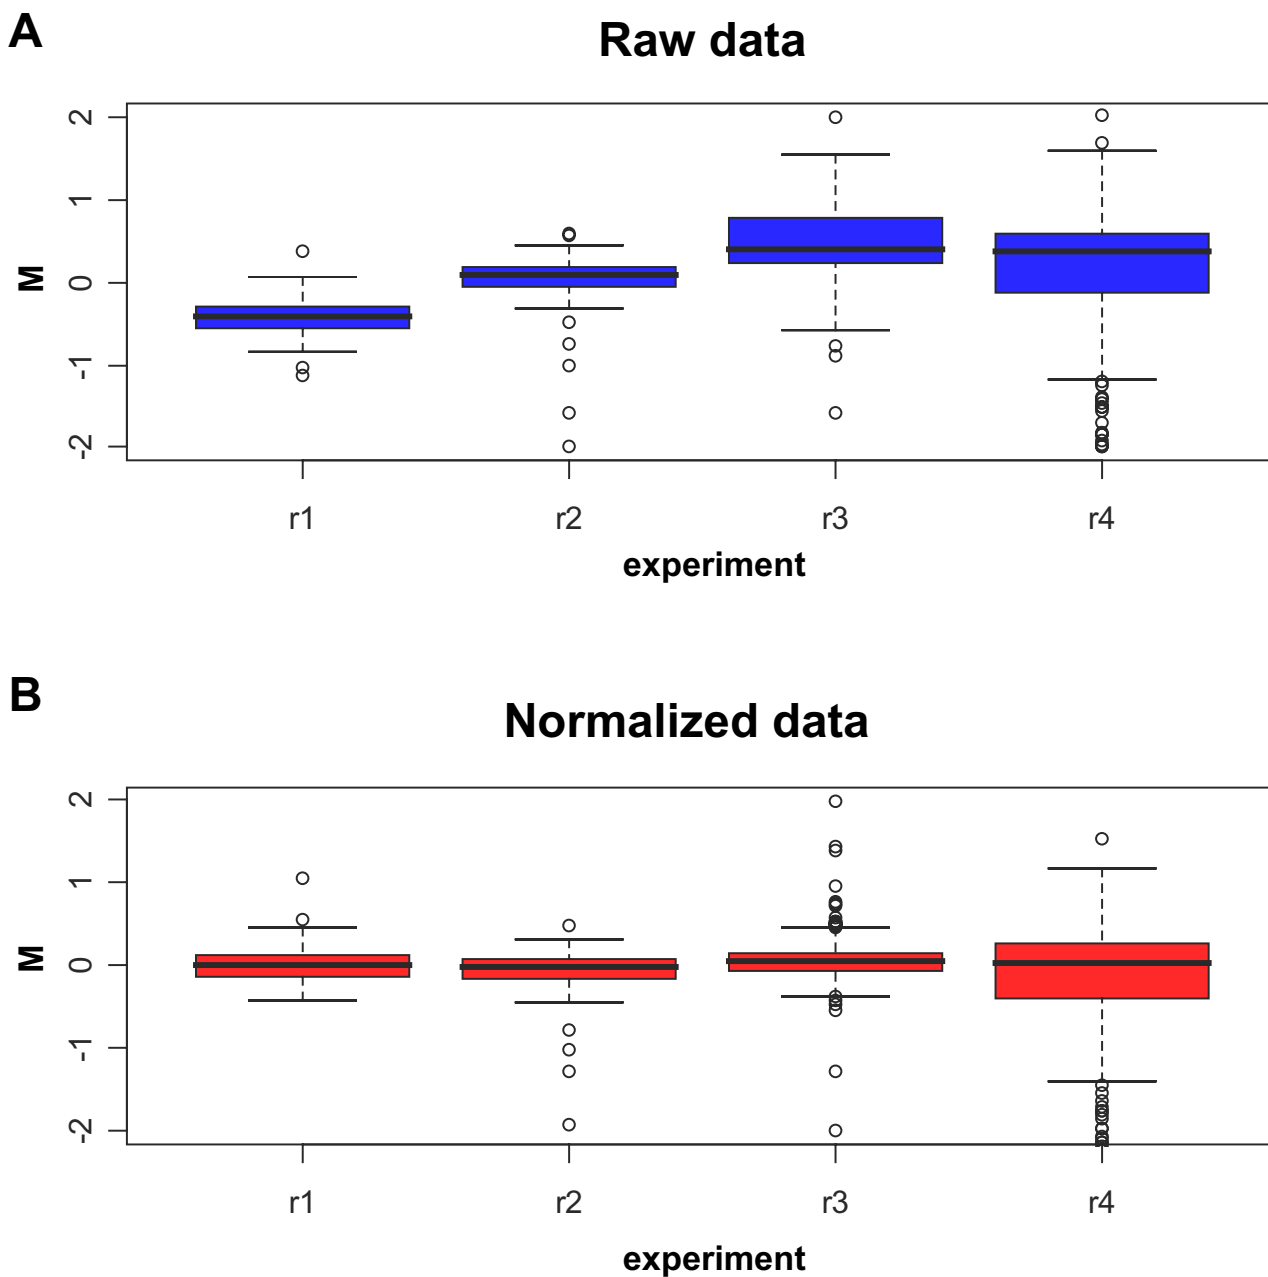 A
Raw data
2
1
0
-1
-2
M
r1 r2 r3 r4
experiment
B
Normalized data
2
1
0
-1
-2
M
r1 r2 r3 r4
experiment